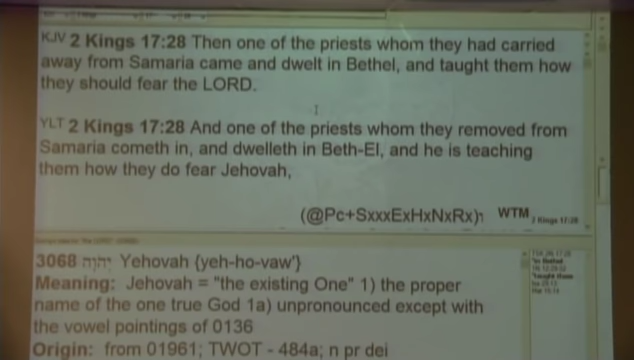 KJV 2 Kings 17:28 Then one of the priests whom they had carried
away from Samaria came and dwelt in Bethel, and taught them how
they should fear the LORD.
YLT 2 Kings 17:28 And one of the priests whom they removed from
Samaria cometh in, and dwelleth in Beth-El, and he is teaching
them how they do fear Jehovah,
(@Pc+SxxxExHxNxRx)ו WTM 2 Kings 17:28
3068 יְהֹוָה Yehovah {yeh-ho-vaw'}
Meaning: Jehovah = "the existing One" 1) the proper
name of the one true God 1a) unpronounced except with
the vowel pointings of 0136
Origin: from 01961; TWOT - 484a; n pr dei